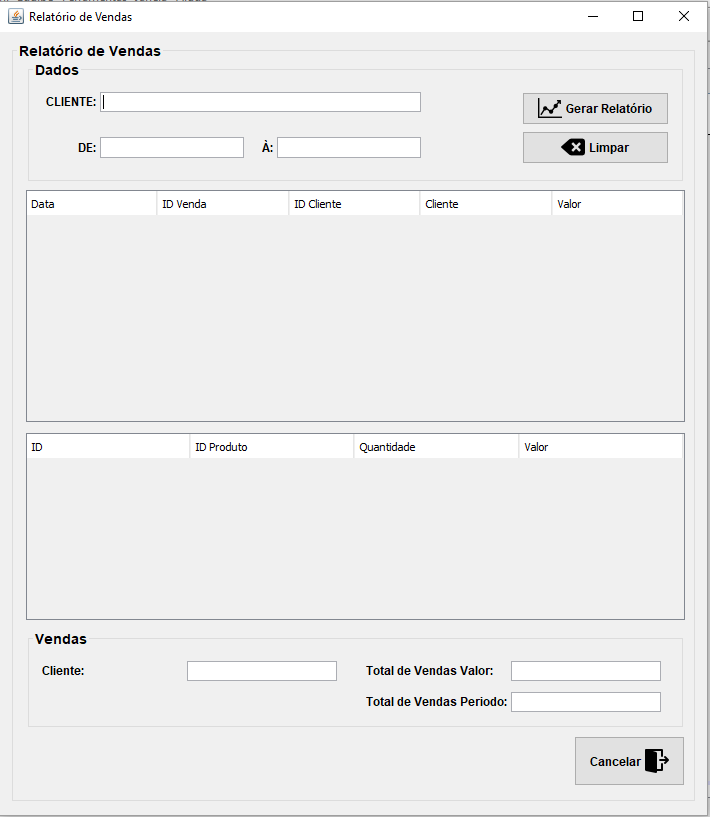 Relatório de Vendas
Relatório de Vendas
Dados
CLIENTE:
Gerar Relatório
DE: À:
Limpar
Data ID Venda ID Cliente Cliente Valor
ID ID Produto Quantidade Valor
Vendas
Cliente: Total de Vendas Valor:
Total de Vendas Periodo:
Cancelar